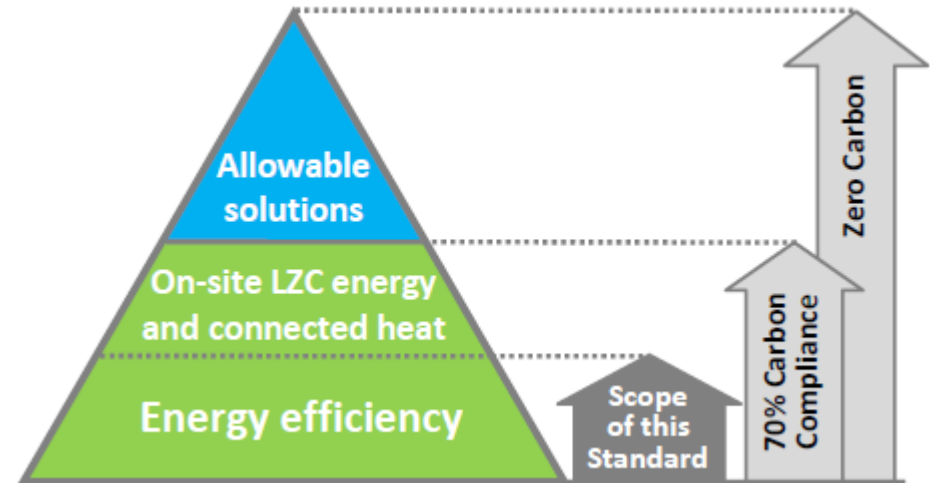 Allowable
solutions
On-site LZC energy
and connected heat
Energy efficiency
Scope
of this
Standard
70% Carbon
Compliance
Zero Carbon